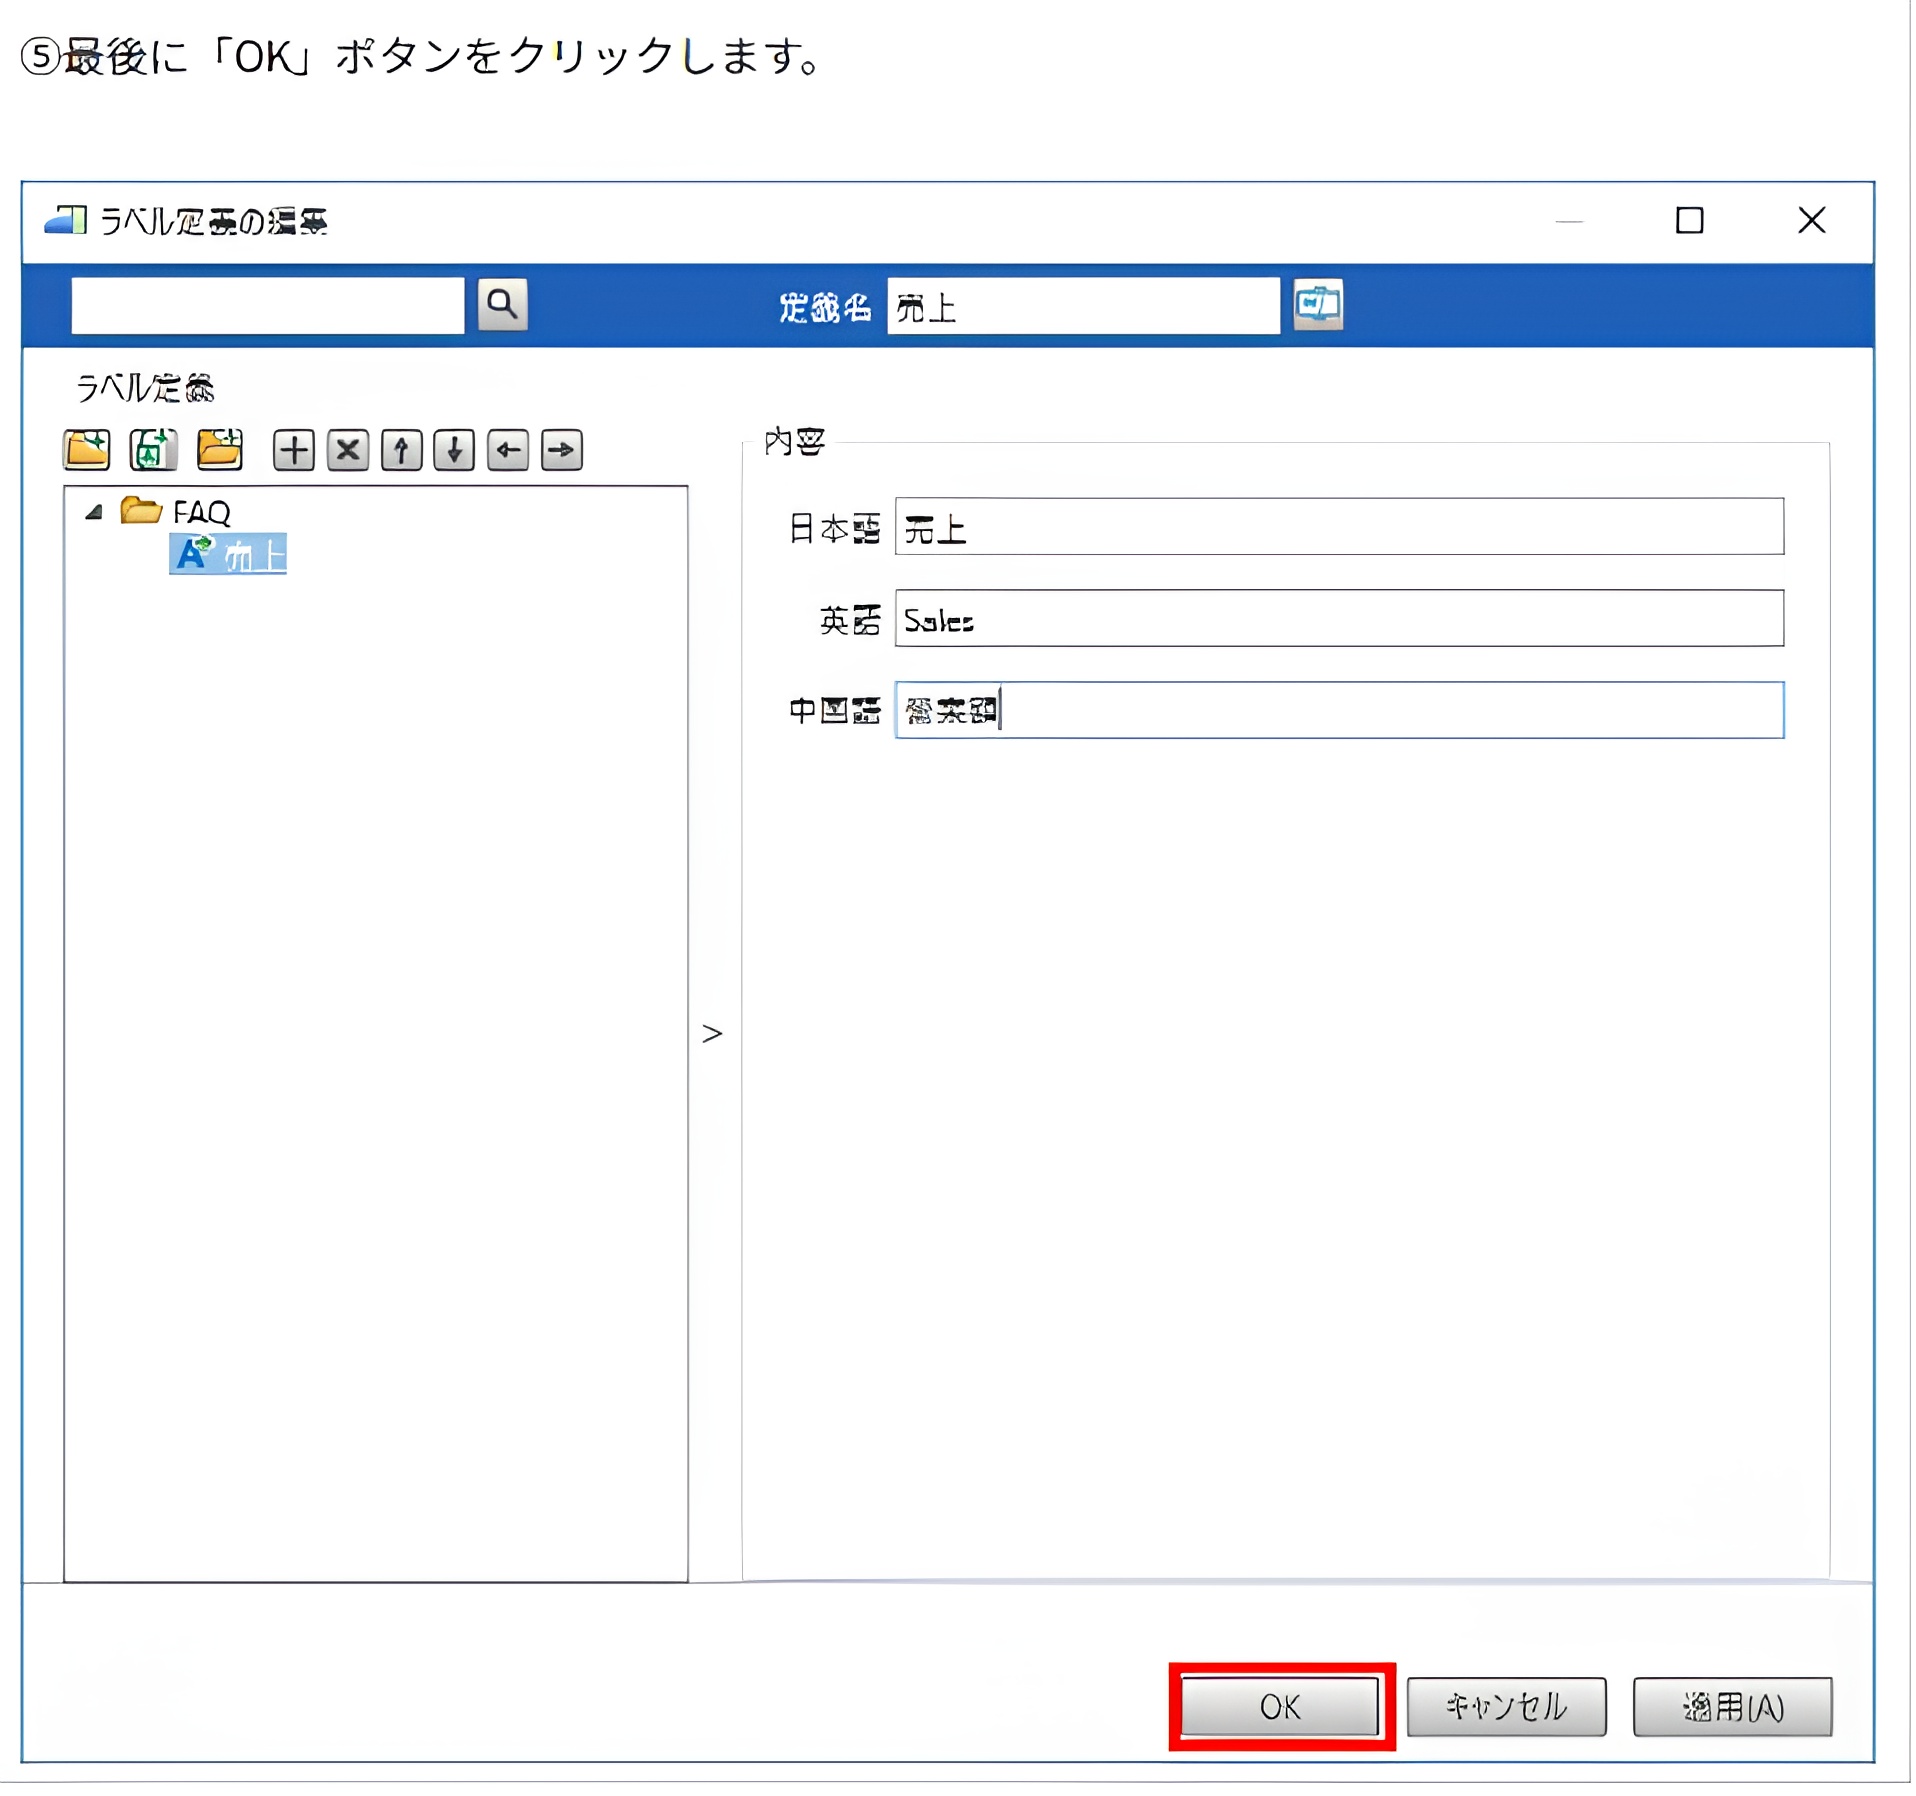 ⑤最後に「OK」ボタンをクリックします。
ラベル定義の編集
定義名 売上
ラベル定義
内容
FAQ
売上
日本語 売上
英語 Sales
中国語
>
OK キャンセル 適用(A)